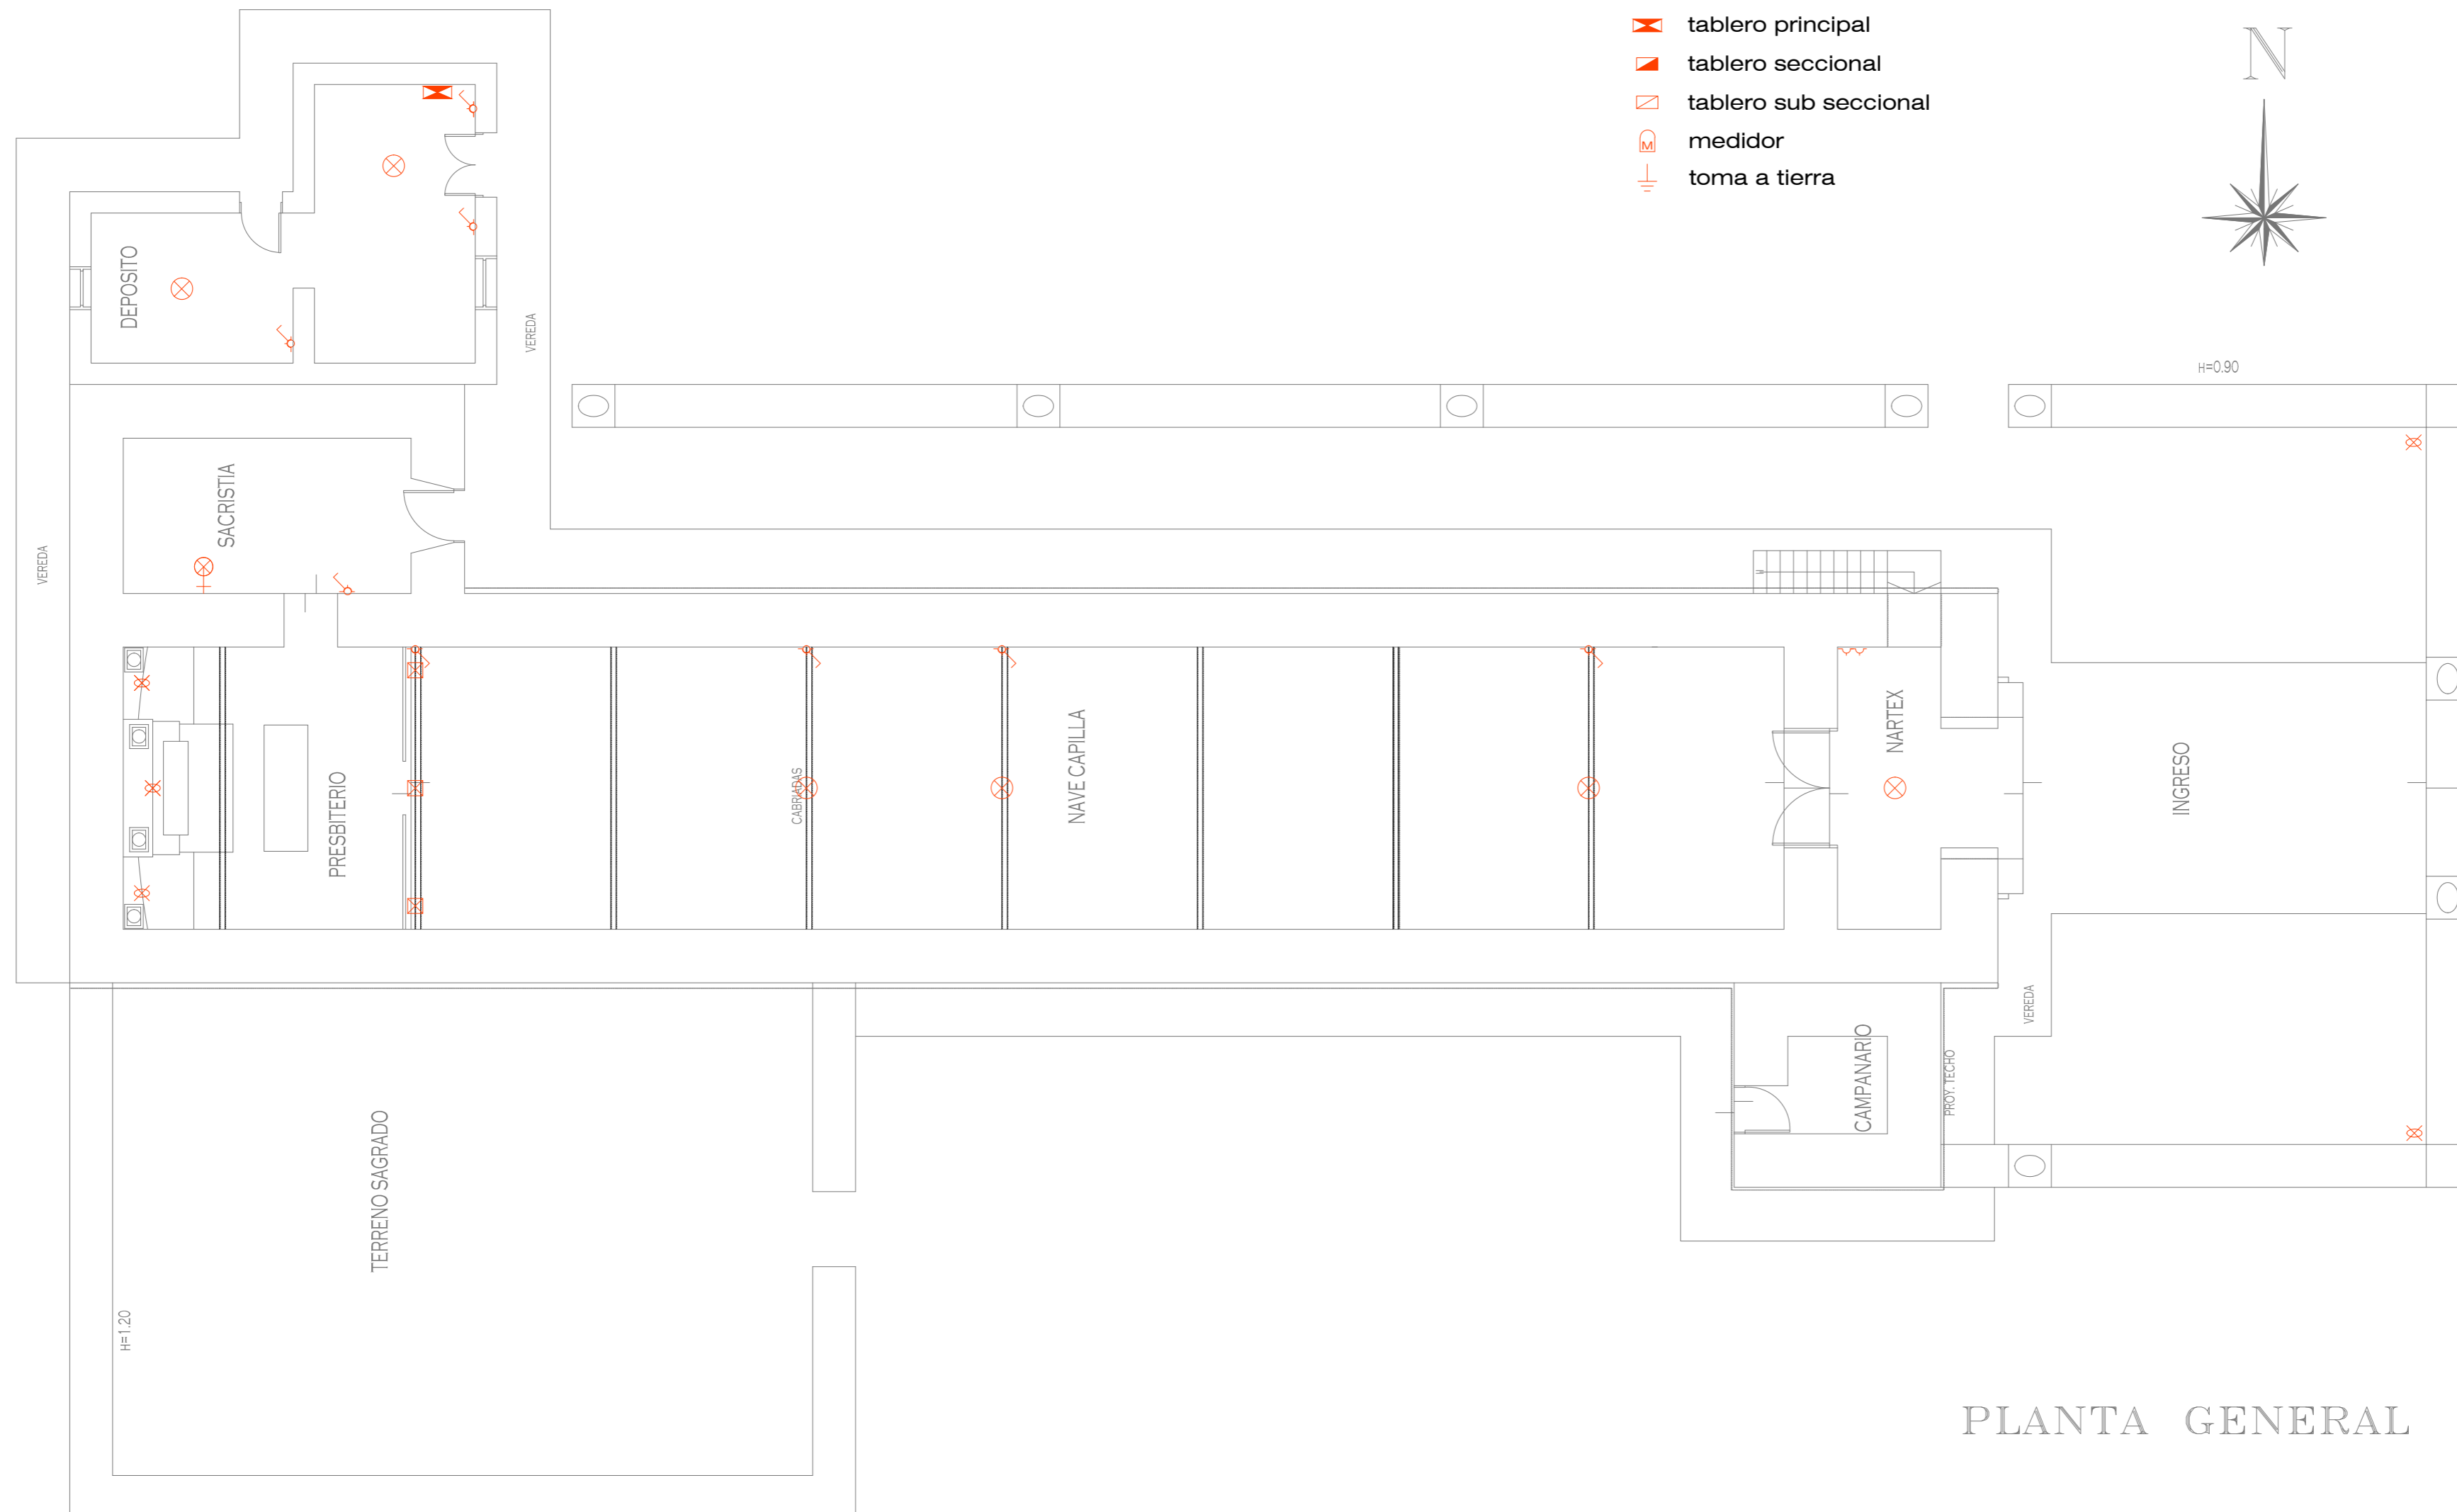 tablero principal
tablero seccional
tablero sub seccional
M
medidor
toma a tierra
N
DEPOSITO
VEREDA
H=0.90
SACRISTIA
VEREDA
PRESBITERIO
CABRIADAS
NAVE CAPILLA
NARTEX
INGRESO
VEREDA
CAMPANARIO
PROY. TECHO
TERRENO SAGRADO
H=1.20
PLANTA GENERAL